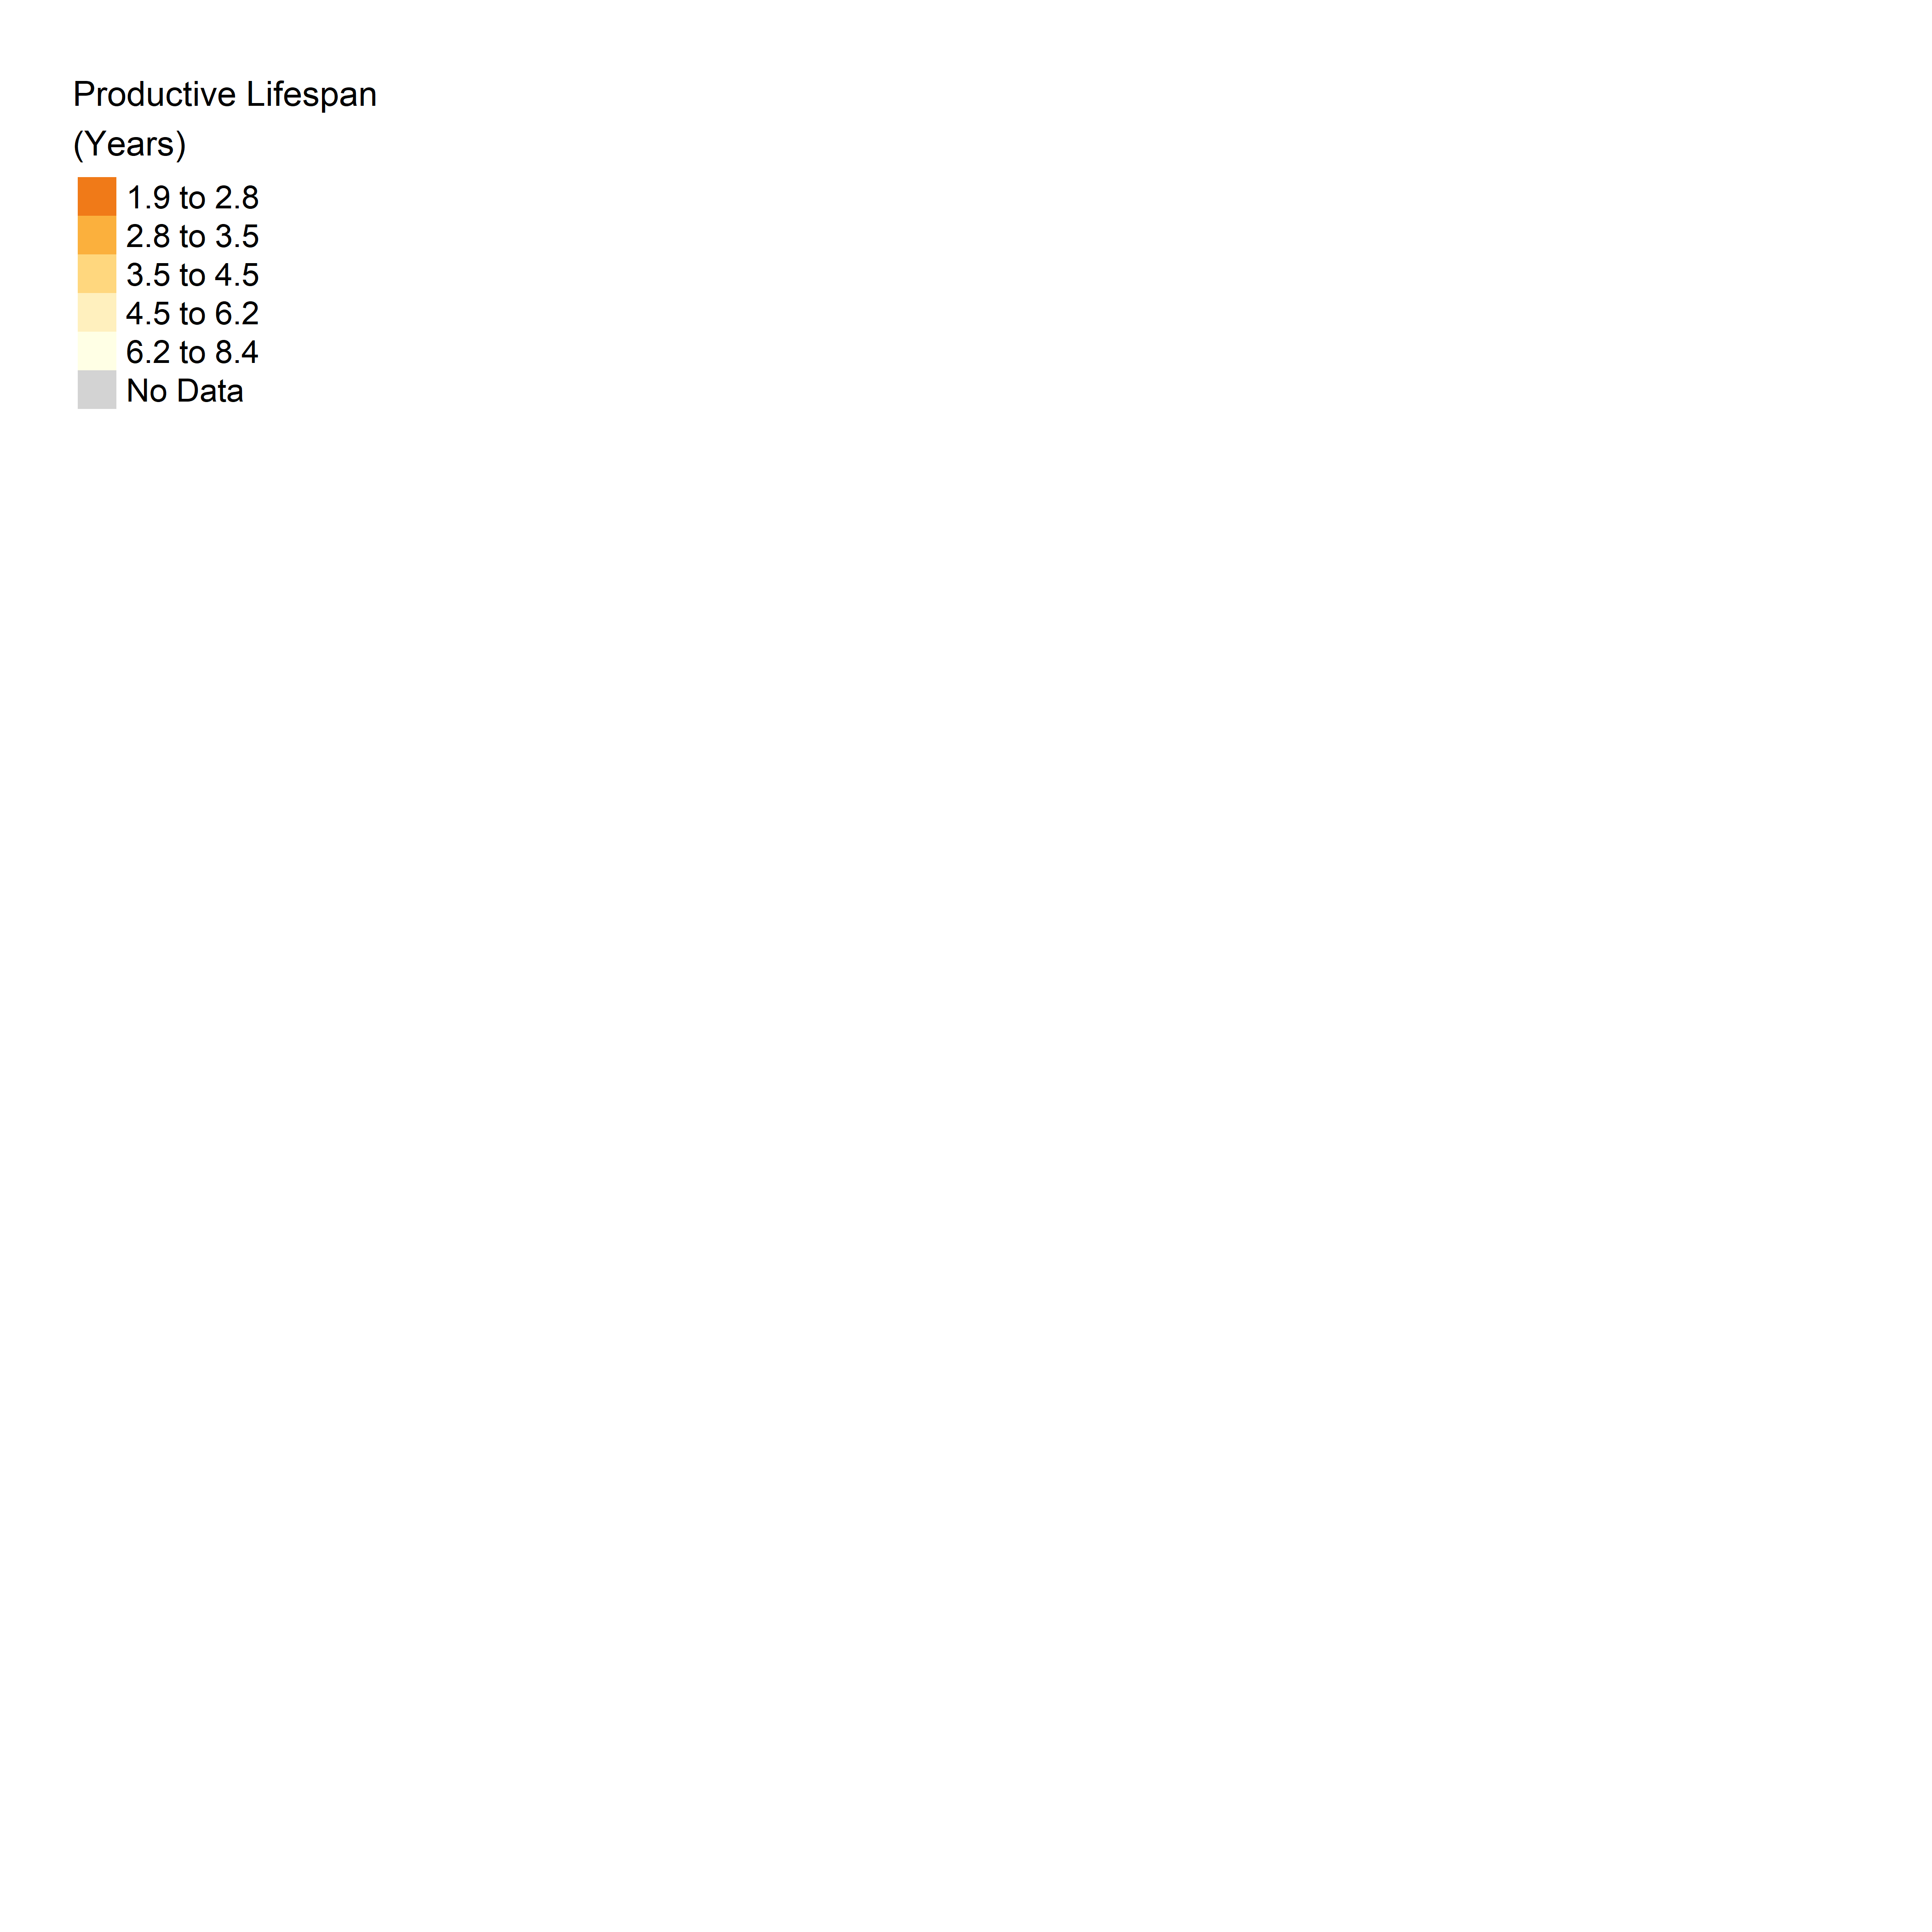 Productive Lifespan
(Years)
1.9 to 2.8
2.8 to 3.5
3.5 to 4.5
4.5 to 6.2
6.2 to 8.4
No Data